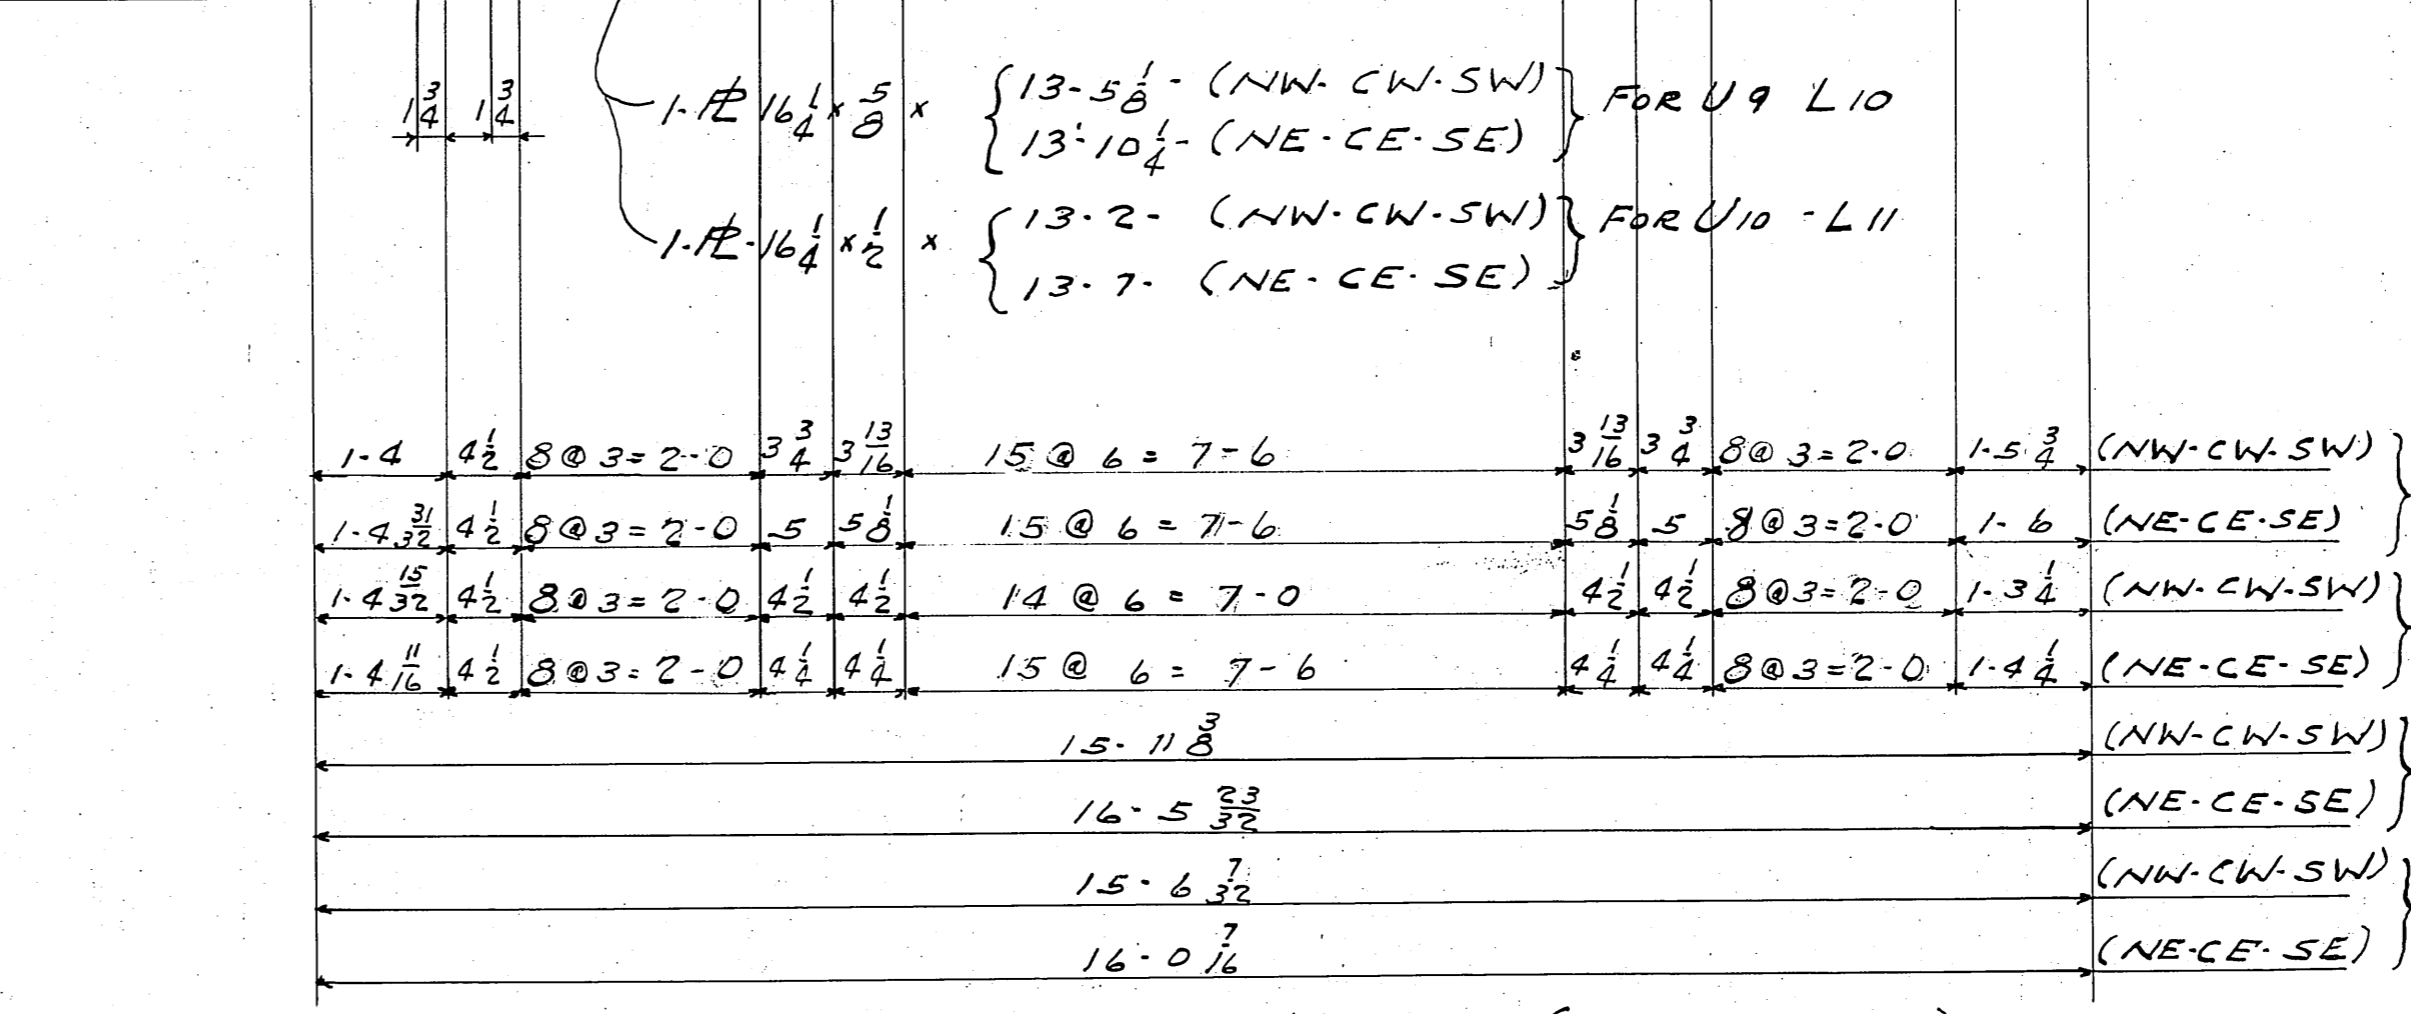 1 3/4 1 3/4
1-PL 16 1/4 x 5/8 x { 13-5 1/8 - (NW-CW-SW) } FOR U9 L10
13-10 1/4 - (NE-CE-SE)
1-PL-16 1/4 x 1/2 x { 13-2- (NW-CW-SW) } FOR U10 - L11
13-7- (NE-CE-SE)
1-4 4 1/2 8@3=2-0 3 3/4 3 13/16 15 @ 6 = 7-6 3 13/16 3 3/4 8@3=2-0 1-5 3/4 (NW-CW-SW)
1-4 31/32 4 1/2 8@3=2-0 5 5 1/8 15 @ 6 = 7-6 5 1/8 5 8@3=2-0 1-6 (NE-CE-SE)
1-4 15/32 4 1/2 8@3=2-0 4 1/2 4 1/2 14 @ 6 = 7-0 4 1/2 4 1/2 8@3=2-0 1-3 1/4 (NW-CW-SW)
1-4 11/16 4 1/2 8@3=2-0 4 1/4 4 1/4 15 @ 6 = 7-6 4 1/4 4 1/4 8@3=2-0 1-4 1/4 (NE-CE-SE)
15-11 3/8 (NW-CW-SW)
16-5 23/32 (NE-CE-SE)
15-6 7/32 (NW-CW-SW)
16-0 7/16 (NE-CE-SE)